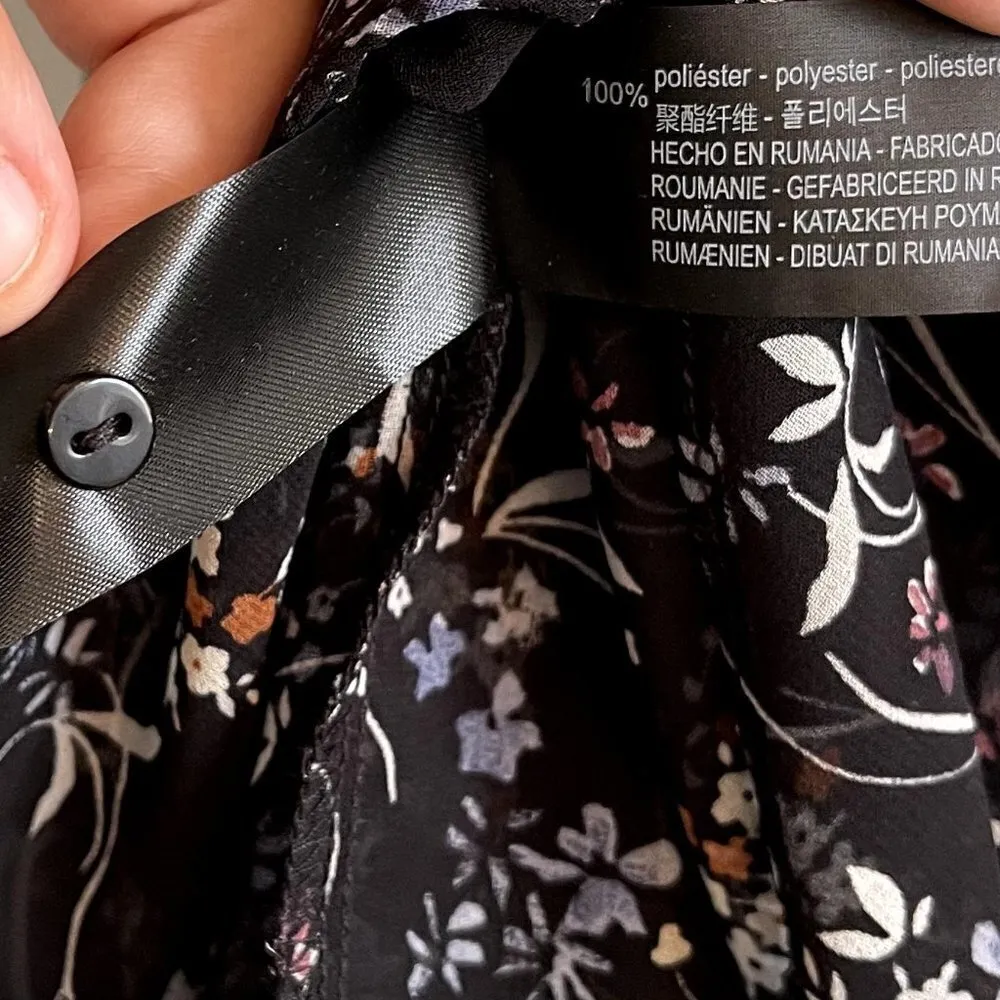 100% poliéster - polyester - poliestere
聚酯纤维 - 폴리에스터
HECHO EN RUMANIA - FABRICADO
ROUMANIE - GEFABRICEERD IN R
RUMÄNIEN - ΚΑΤΑΣΚΕΥΗ ΡΟΥΜ
RUMÆNIEN - DIBUAT DI RUMANIA